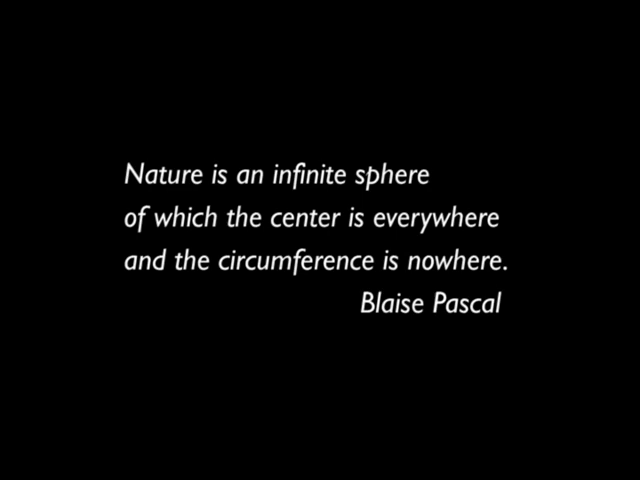 Nature is an infinite sphere
of which the center is everywhere
and the circumference is nowhere.
Blaise Pascal